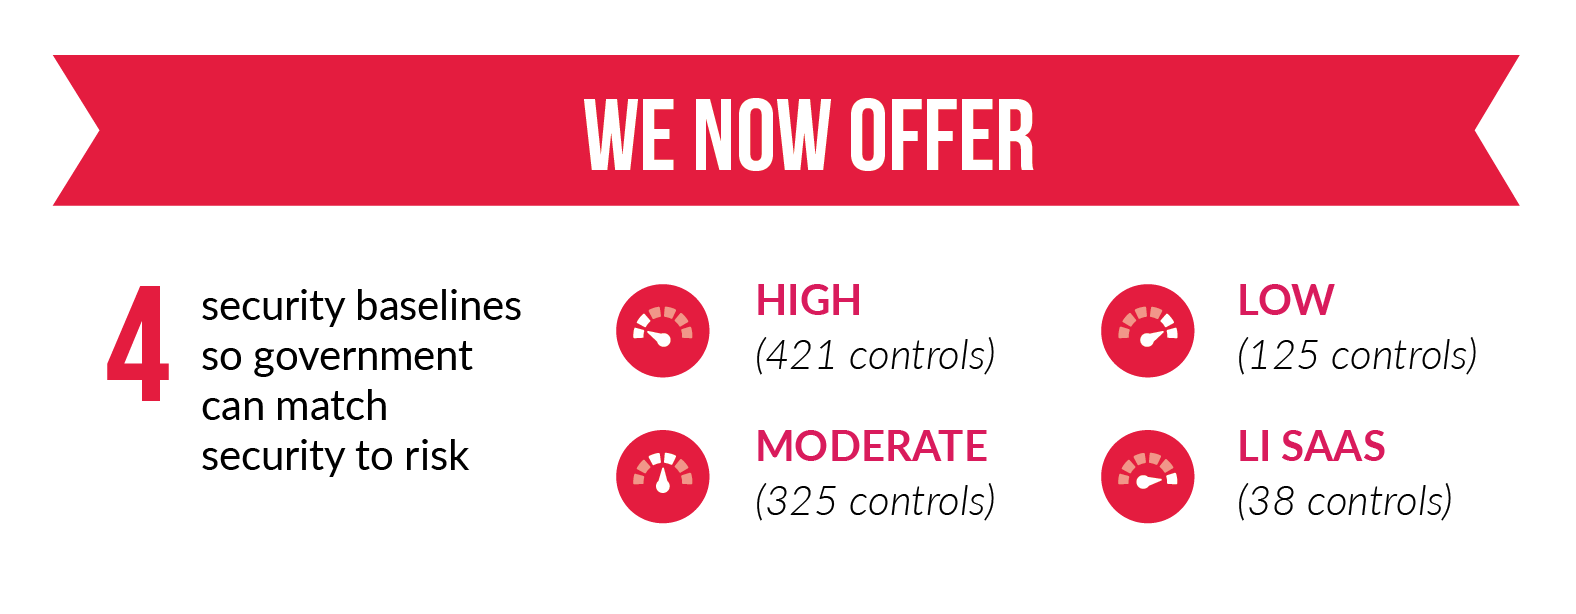 WE NOW OFFER
4
security baselines
so government
can match
security to risk
HIGH
(421 controls)
MODERATE
(325 controls)
LOW
(125 controls)
LI SAAS
(38 controls)